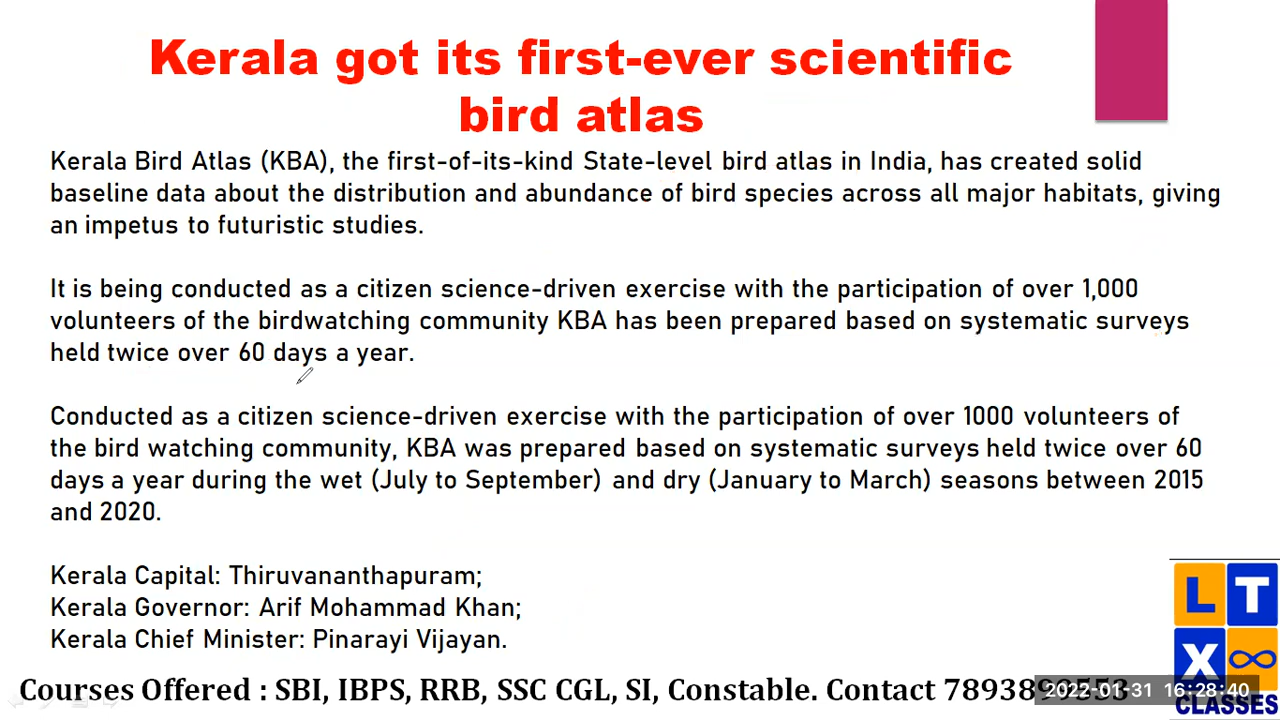 Kerala got its first-ever scientific
bird atlas
Kerala Bird Atlas (KBA), the first-of-its-kind State-level bird atlas in India, has created solid
baseline data about the distribution and abundance of bird species across all major habitats, giving
an impetus to futuristic studies.
It is being conducted as a citizen science-driven exercise with the participation of over 1,000
volunteers of the birdwatching community KBA has been prepared based on systematic surveys
held twice over 60 days a year.
Conducted as a citizen science-driven exercise with the participation of over 1000 volunteers of
the bird watching community, KBA was prepared based on systematic surveys held twice over 60
days a year during the wet (July to September) and dry (January to March) seasons between 2015
and 2020.
Kerala Capital: Thiruvananthapuram;
Kerala Governor: Arif Mohammad Khan;
Kerala Chief Minister: Pinarayi Vijayan.
L T
X ∞
CLASSES
Courses Offered : SBI, IBPS, RRB, SSC CGL, SI, Constable. Contact
2022-01-31 16:28:40